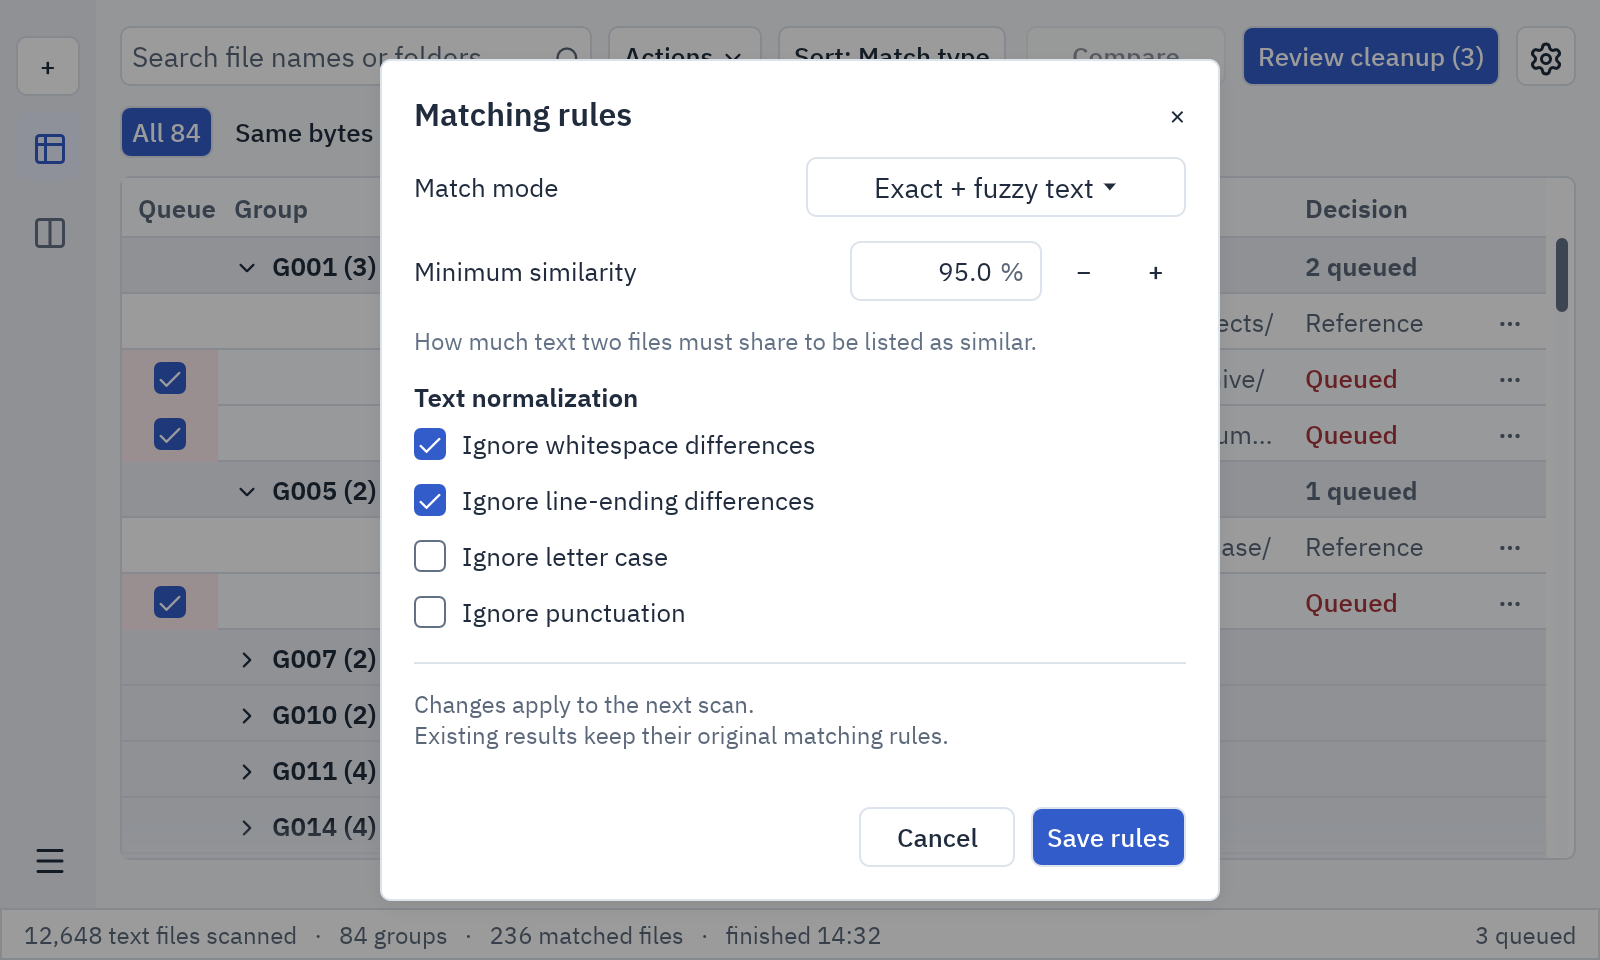 +
Search file names or folders
Actions
Sort: Match type
Compare
Review cleanup (3)
All 84
Same bytes
Queue
Group
Decision
G001 (3)
2 queued
ects/
Reference
ive/
Queued
um...
Queued
G005 (2)
1 queued
ase/
Reference
Queued
G007 (2)
G010 (2)
G011 (4)
G014 (4)
Matching rules
×
Match mode
Exact + fuzzy text
Minimum similarity
95.0 %
−
+
How much text two files must share to be listed as similar.
Text normalization
Ignore whitespace differences
Ignore line-ending differences
Ignore letter case
Ignore punctuation
Changes apply to the next scan.
Existing results keep their original matching rules.
Cancel
Save rules
12,648 text files scanned · 84 groups · 236 matched files · finished 14:32
3 queued